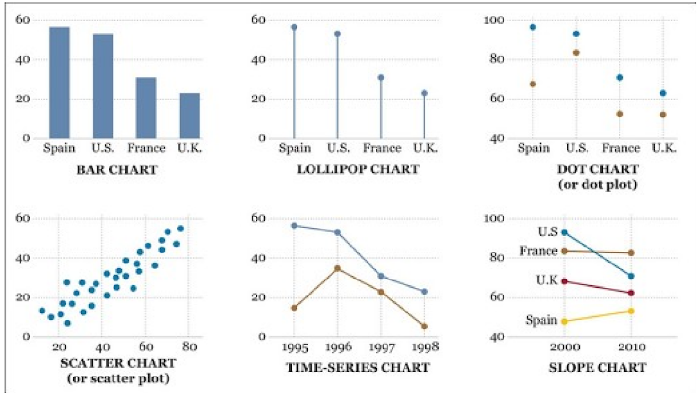 60
40
20
0
Spain U.S. France U.K.
BAR CHART
60
40
20
0
Spain U.S. France U.K.
LOLLIPOP CHART
100
80
60
40
Spain U.S. France U.K.
DOT CHART
(or dot plot)
60
40
20
0
20 40 60 80
SCATTER CHART
(or scatter plot)
60
40
20
0
1995 1996 1997 1998
TIME-SERIES CHART
100
80
60
40
U.S
France
U.K
Spain
2000 2010
SLOPE CHART